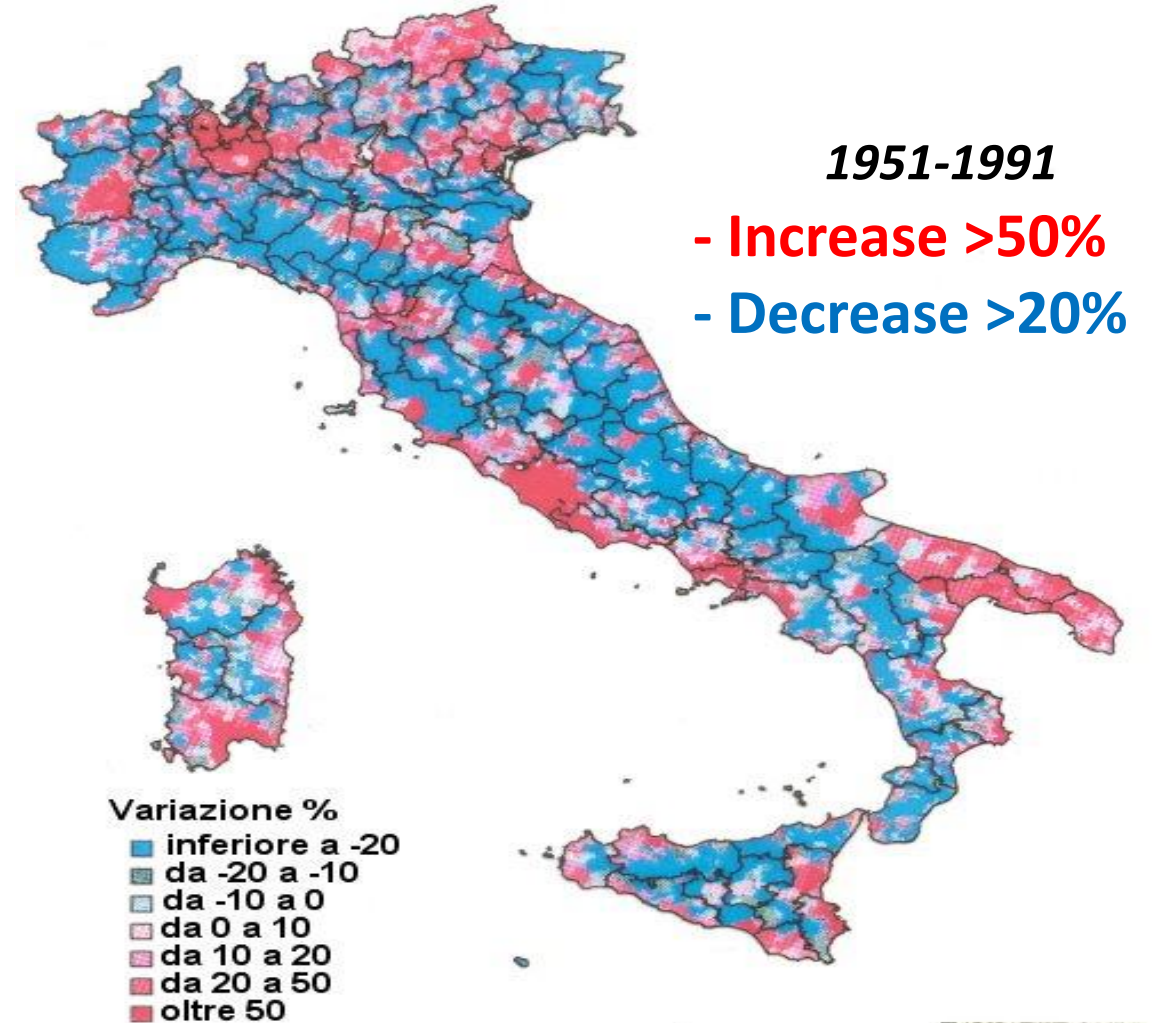 1951-1991
- Increase >50%
- Decrease >20%
Variazione %
inferiore a -20
da -20 a -10
da -10 a 0
da 0 a 10
da 10 a 20
da 20 a 50
oltre 50